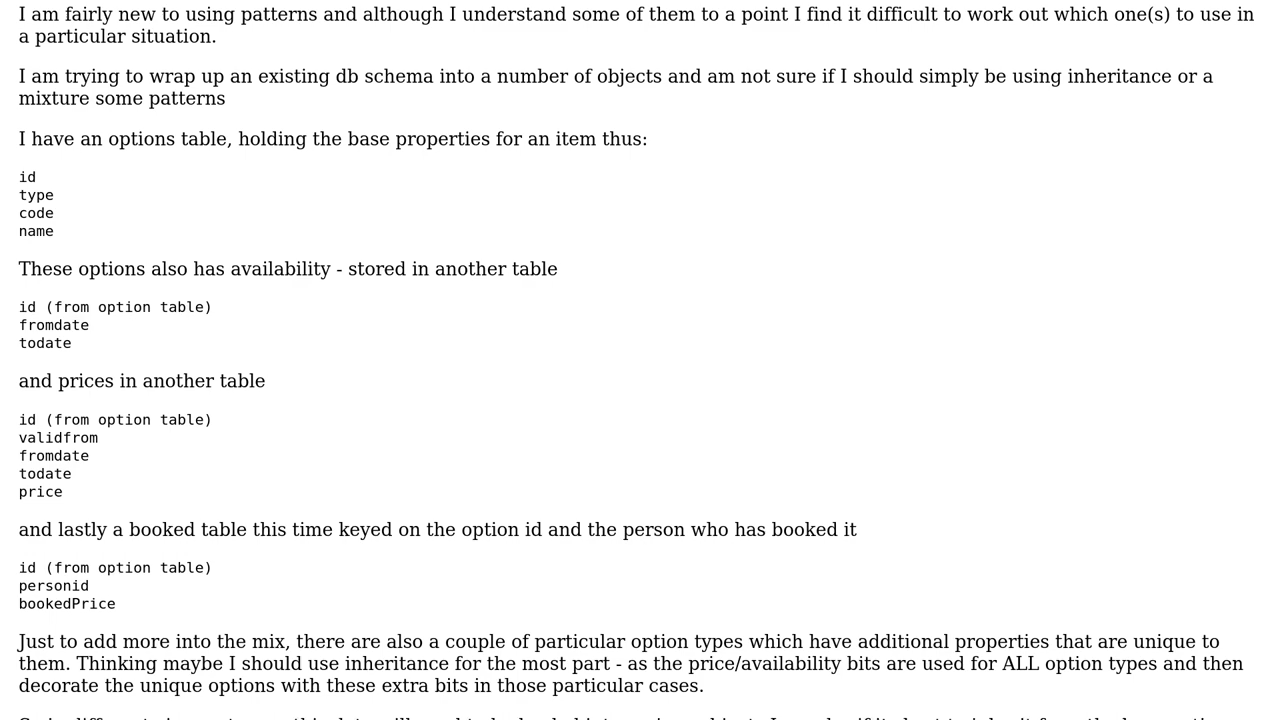 I am fairly new to using patterns and although I understand some of them to a point I find it difficult to work out which one(s) to use in
a particular situation.
I am trying to wrap up an existing db schema into a number of objects and am not sure if I should simply be using inheritance or a
mixture some patterns
I have an options table, holding the base properties for an item thus:
id
type
code
name
These options also has availability - stored in another table
id (from option table)
fromdate
todate
and prices in another table
id (from option table)
validfrom
fromdate
todate
price
and lastly a booked table this time keyed on the option id and the person who has booked it
id (from option table)
personid
bookedPrice
Just to add more into the mix, there are also a couple of particular option types which have additional properties that are unique to
them. Thinking maybe I should use inheritance for the most part - as the price/availability bits are used for ALL option types and then
decorate the unique options with these extra bits in those particular cases.